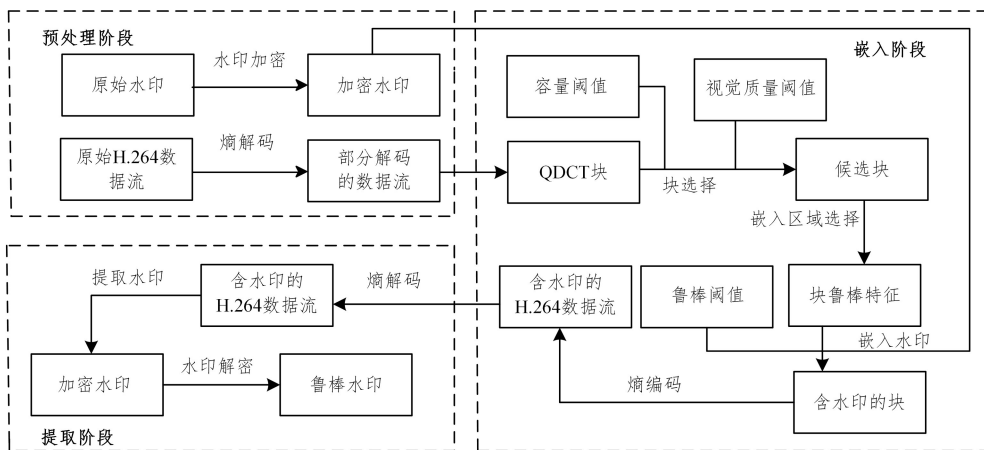 预处理阶段
原始水印
水印加密
加密水印
原始H.264数
据流
熵解码
部分解码
的数据流
嵌入阶段
容量阈值
视觉质量阈值
QDCT块
块选择
候选块
嵌入区域选择
块鲁棒特征
鲁棒阈值
嵌入水印
含水印的块
熵编码
含水印的
H.264数据流
熵解码
含水印的
H.264数据流
提取水印
加密水印
水印解密
鲁棒水印
提取阶段